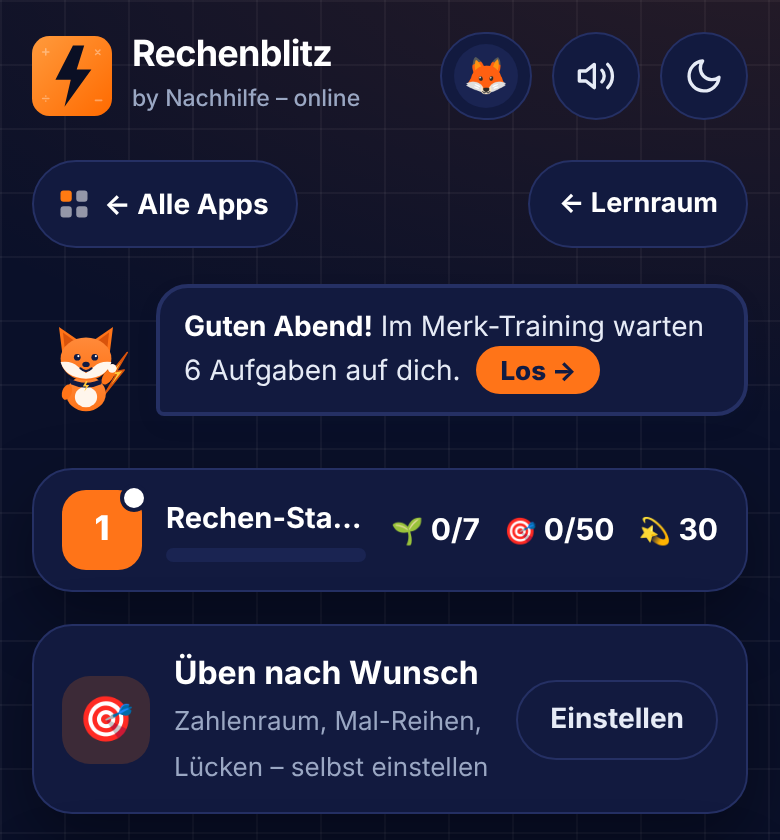 Rechenblitz
by Nachhilfe – online
← Alle Apps
← Lernraum
Guten Abend! Im Merk-Training warten
6 Aufgaben auf dich. Los →
1 Rechen-Sta... 🌱 0/7 🎯 0/50 💫 30
Üben nach Wunsch
Zahlenraum, Mal-Reihen,
Lücken – selbst einstellen
Einstellen